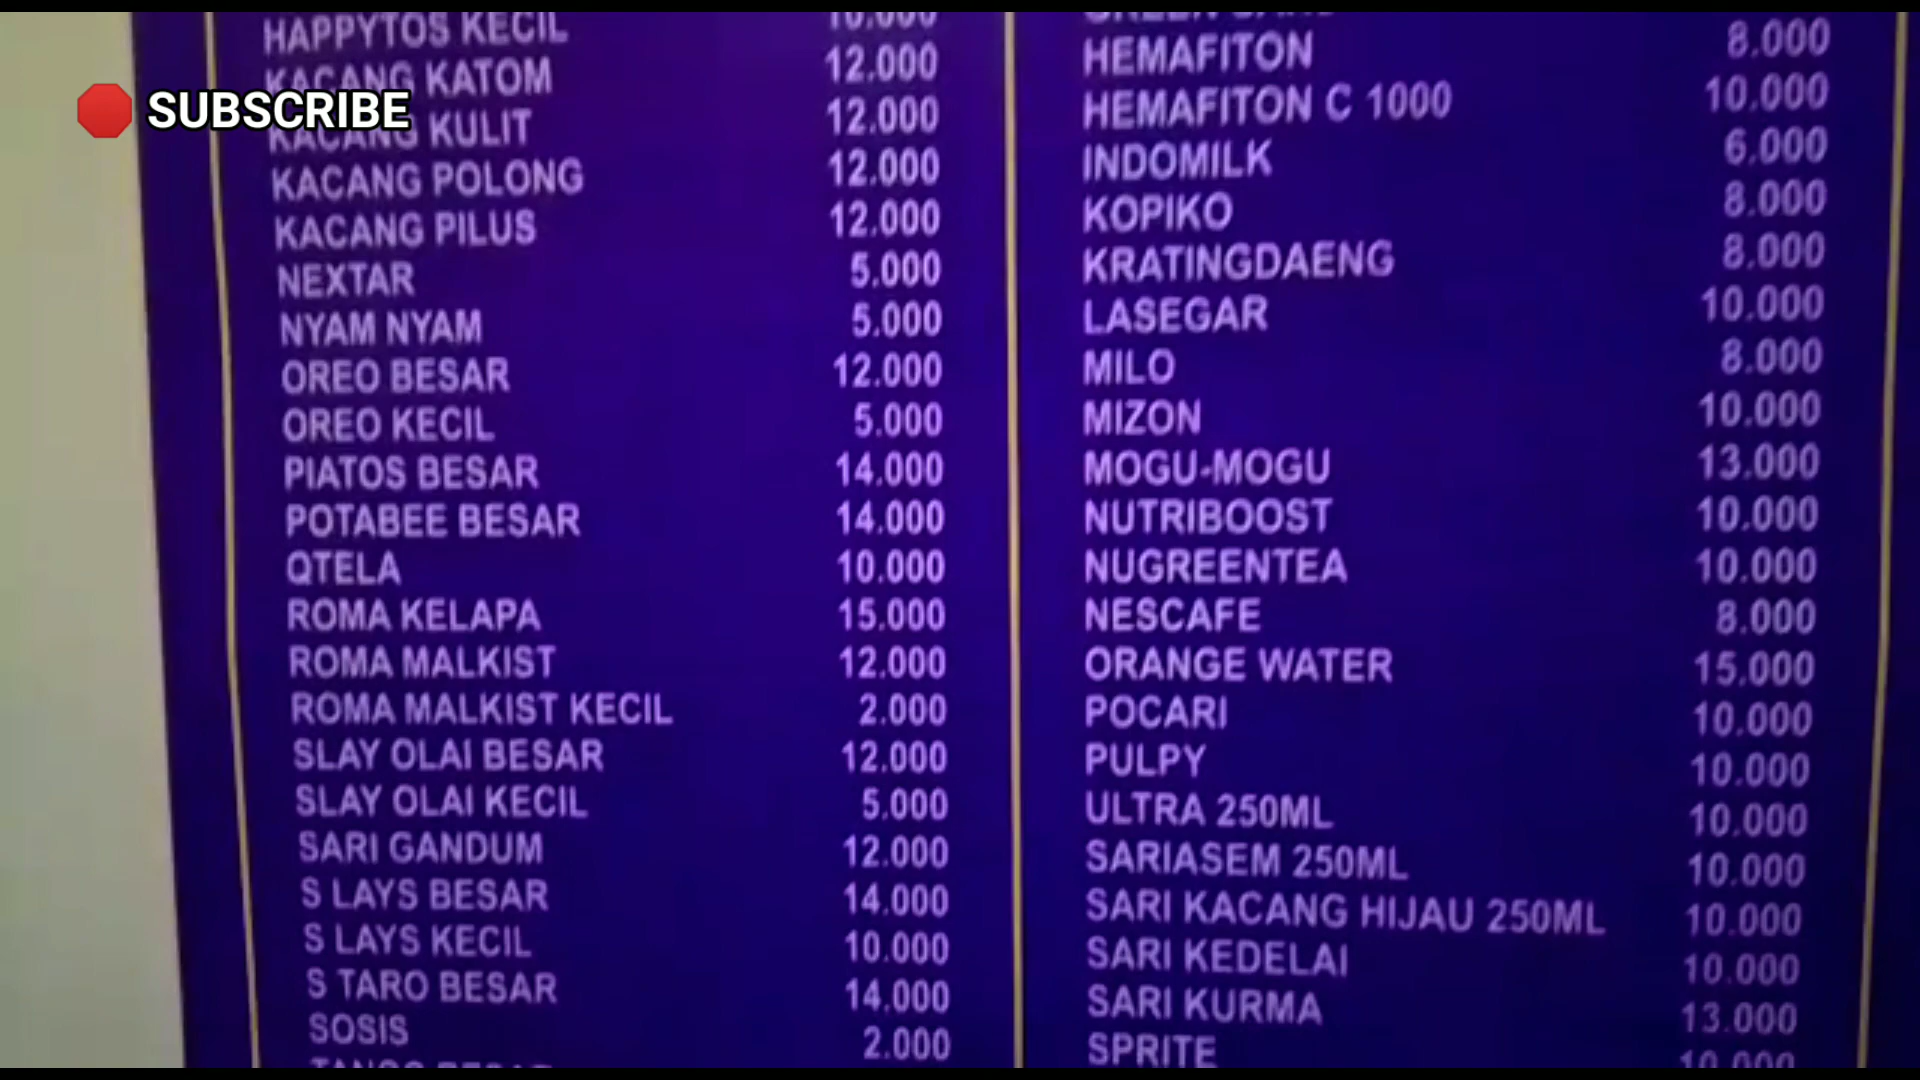 SUBSCRIBE
HAPPYTOS KECIL 10.000
KACANG KATOM 12.000
KACANG KULIT 12.000
KACANG POLONG 12.000
KACANG PILUS 12.000
NEXTAR 5.000
NYAM NYAM 5.000
OREO BESAR 12.000
OREO KECIL 5.000
PIATOS BESAR 14.000
POTABEE BESAR 14.000
QTELA 10.000
ROMA KELAPA 15.000
ROMA MALKIST 12.000
ROMA MALKIST KECIL 2.000
SLAY OLAI BESAR 12.000
SLAY OLAI KECIL 5.000
SARI GANDUM 12.000
S LAYS BESAR 14.000
S LAYS KECIL 10.000
S TARO BESAR 14.000
SOSIS 2.000
HEMAFITON 8.000
HEMAFITON C 1000 10.000
INDOMILK 6.000
KOPIKO 8.000
KRATINGDAENG 8.000
LASEGAR 10.000
MILO 8.000
MIZON 10.000
MOGU-MOGU 13.000
NUTRIBOOST 10.000
NUGREENTEA 10.000
NESCAFE 8.000
ORANGE WATER 15.000
POCARI 10.000
PULPY 10.000
ULTRA 250ML 10.000
SARIASEM 250ML 10.000
SARI KACANG HIJAU 250ML 10.000
SARI KEDELAI 10.000
SARI KURMA 13.000
SPRITE 10.000